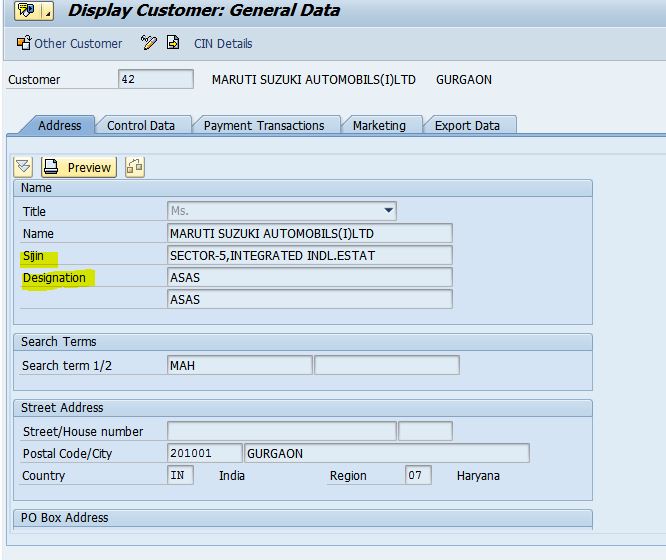 Display Customer: General Data
Other Customer CIN Details
Customer 42 MARUTI SUZUKI AUTOMOBILS(I)LTD GURGAON
Address Control Data Payment Transactions Marketing Export Data
Preview
Name
Title Ms.
Name MARUTI SUZUKI AUTOMOBILS(I)LTD
Sijin SECTOR-5,INTEGRATED INDL.ESTAT
Designation ASAS
ASAS
Search Terms
Search term 1/2 MAH
Street Address
Street/House number
Postal Code/City 201001 GURGAON
Country IN India Region 07 Haryana
PO Box Address